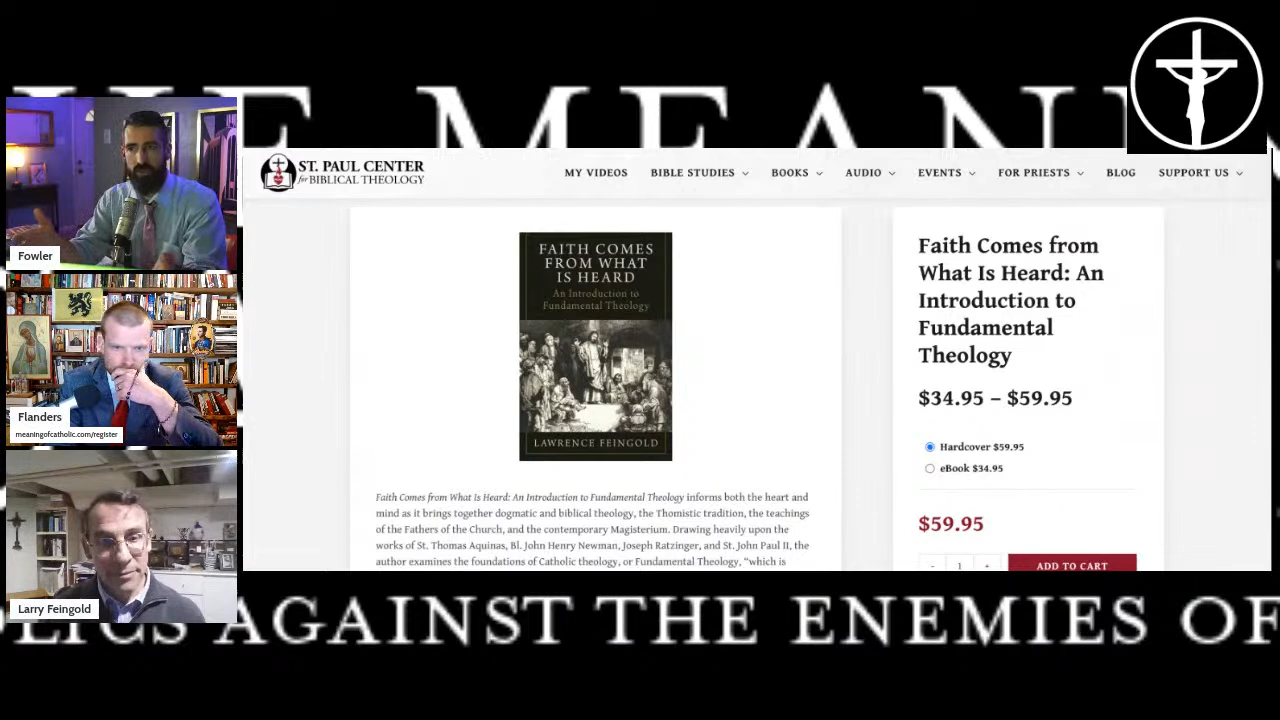 HE MEAN
Fowler
Flanders
meaningofcatholic.com/register
Larry Feingold
ST. PAUL CENTER
for BIBLICAL THEOLOGY
MY VIDEOS
BIBLE STUDIES
BOOKS
AUDIO
EVENTS
FOR PRIESTS
BLOG
SUPPORT US
FAITH COMES
FROM WHAT
IS HEARD
An Introduction to
Fundamental Theology
LAWRENCE FEINGOLD
Faith Comes from What Is Heard: An Introduction to Fundamental Theology informs both the heart and
mind as it brings together dogmatic and biblical theology, the Thomistic tradition, the teachings
of the Fathers of the Church, and the contemporary Magisterium. Drawing heavily upon the
works of St. Thomas Aquinas, Bl. John Henry Newman, Joseph Ratzinger, and St. John Paul II, the
author examines the foundations of Catholic theology, or Fundamental Theology, “which is
Faith Comes from
What Is Heard: An
Introduction to
Fundamental
Theology
$34.95 – $59.95
Hardcover $59.95
eBook $34.95
$59.95
- 1 +
ADD TO CART
OLICS AGAINST THE ENEMIES OF